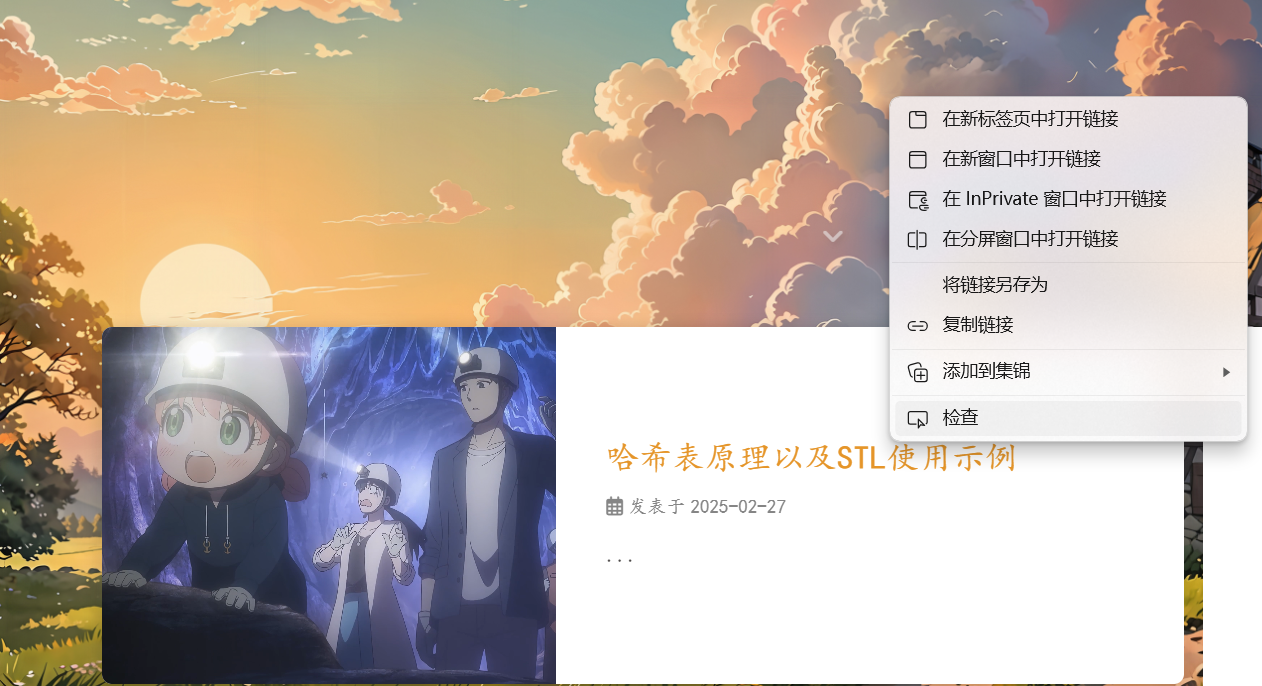 在新标签页中打开链接
在新窗口中打开链接
在 InPrivate 窗口中打开链接
在分屏窗口中打开链接
将链接另存为
复制链接
添加到集锦
检查
哈希表原理以及STL使用示例
发表于 2025-02-27
...